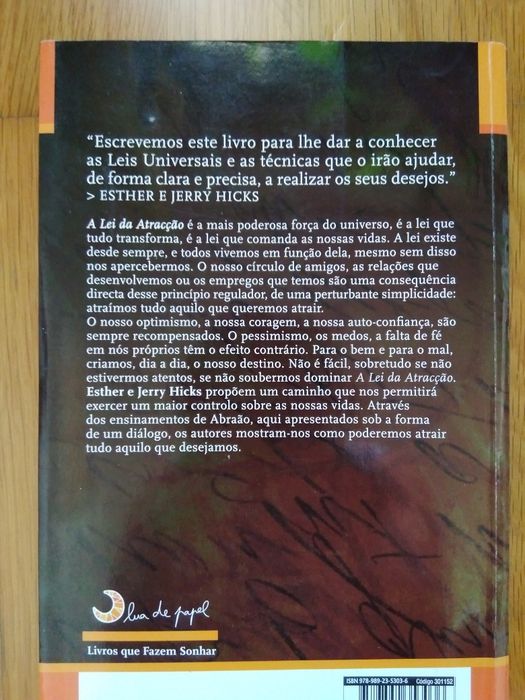 “Escrevemos este livro para lhe dar a conhecer
as Leis Universais e as técnicas que o irão ajudar,
de forma clara e precisa, a realizar os seus desejos.”
> ESTHER E JERRY HICKS
A Lei da Atracção é a mais poderosa força do universo, é a lei que
tudo transforma, é a lei que comanda as nossas vidas. A lei existe
desde sempre, e todos vivemos em função dela, mesmo sem disso
nos apercebermos. O nosso círculo de amigos, as relações que
desenvolvemos ou os empregos que temos são uma consequência
directa desse princípio regulador, de uma perturbante simplicidade:
atraímos tudo aquilo que queremos atrair.
O nosso optimismo, a nossa coragem, a nossa auto-confiança, são
sempre recompensados. O pessimismo, os medos, a falta de fé
em nós próprios têm o efeito contrário. Para o bem e para o mal,
criamos, dia a dia, o nosso destino. Não é fácil, sobretudo se não
estivermos atentos, se não soubermos dominar A Lei da Atracção.
Esther e Jerry Hicks propõem um caminho que nos permitirá
exercer um maior controlo sobre as nossas vidas. Através
dos ensinamentos de Abraão, aqui apresentados sob a forma
de um diálogo, os autores mostram-nos como poderemos atrair
tudo aquilo que desejamos.
lua de papel
Livros que Fazem Sonhar
ISBN 978-989-23-5303-6 Código 301152